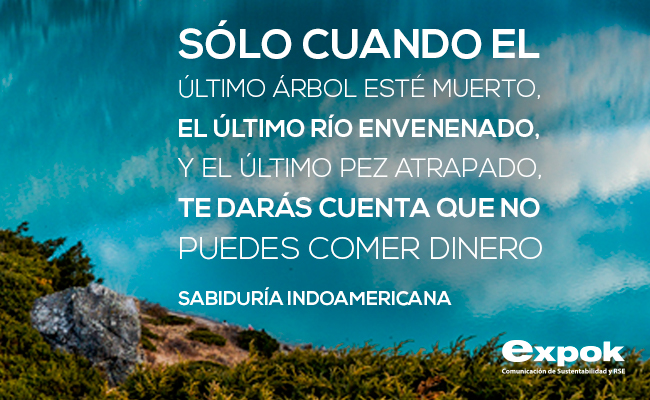 SÓLO CUANDO EL
ÚLTIMO ÁRBOL ESTÉ MUERTO,
EL ÚLTIMO RÍO ENVENENADO,
Y EL ÚLTIMO PEZ ATRAPADO,
TE DARÁS CUENTA QUE NO
PUEDES COMER DINERO
SABIDURÍA INDOAMERICANA
expok
Comunicación de Sustentabilidad y RSE